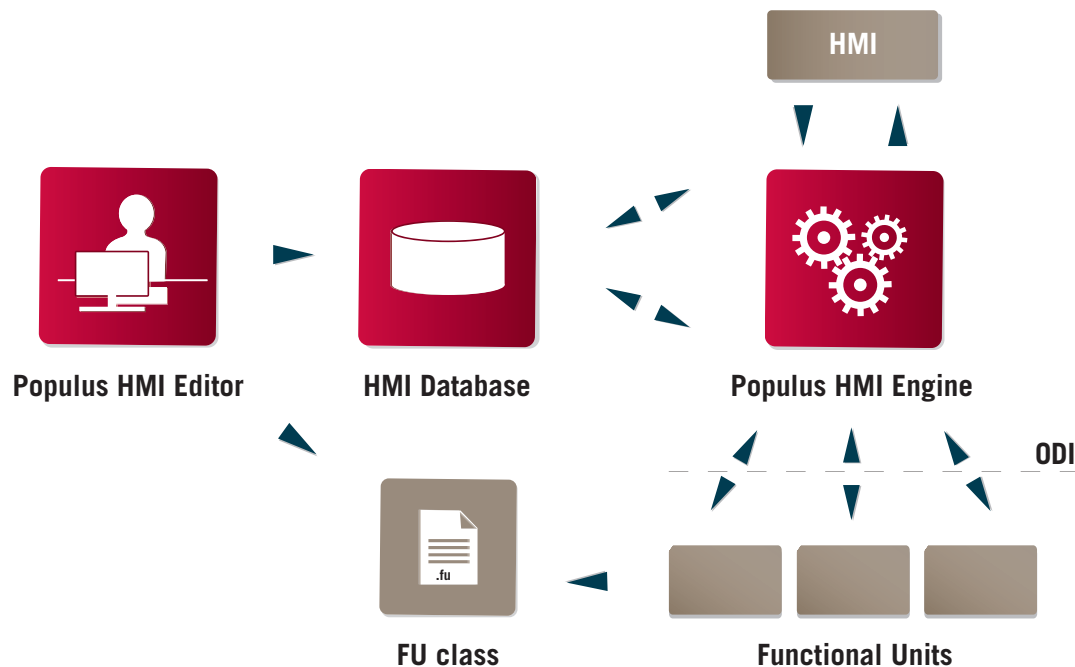 HMI
Populus HMI Editor
HMI Database
Populus HMI Engine
ODI
.fu
FU class
Functional Units